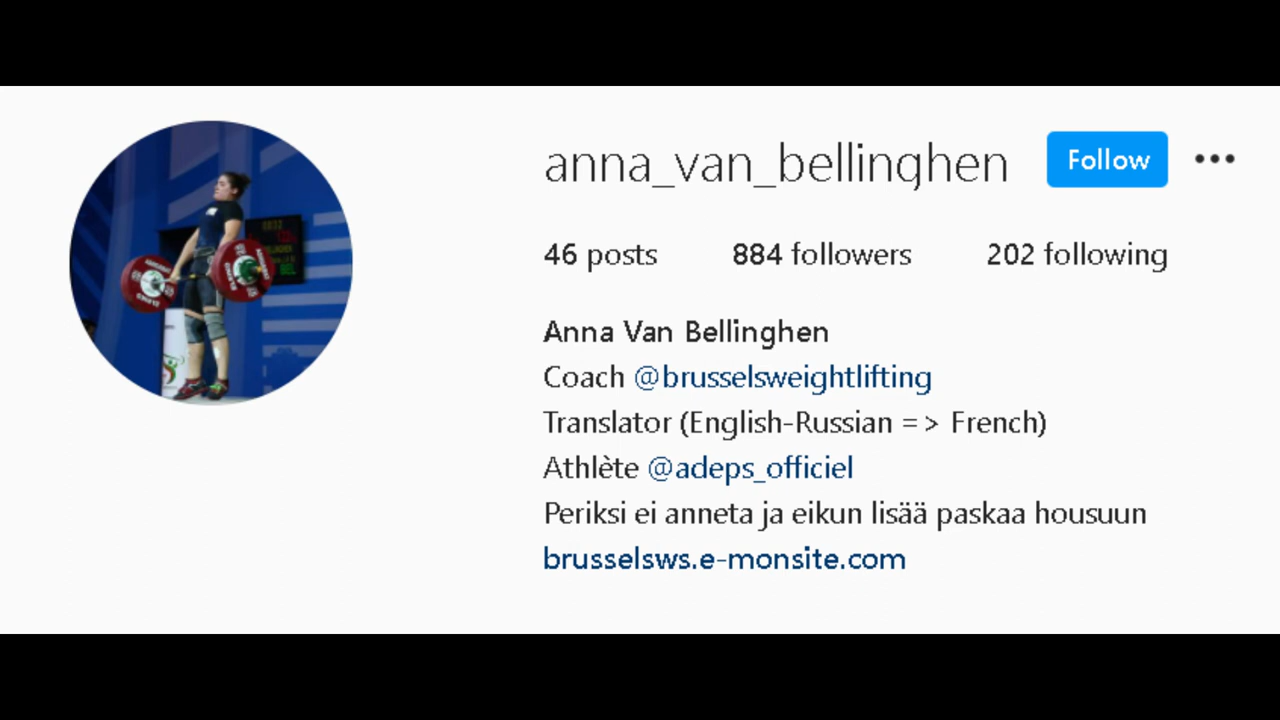 anna_van_bellinghen Follow
46 posts 884 followers 202 following
Anna Van Bellinghen
Coach @brusselsweightlifting
Translator (English-Russian => French)
Athlète @adeps_officiel
Periksi ei anneta ja eikun lisää paskaa housuun
brusselsws.e-monsite.com
BEL